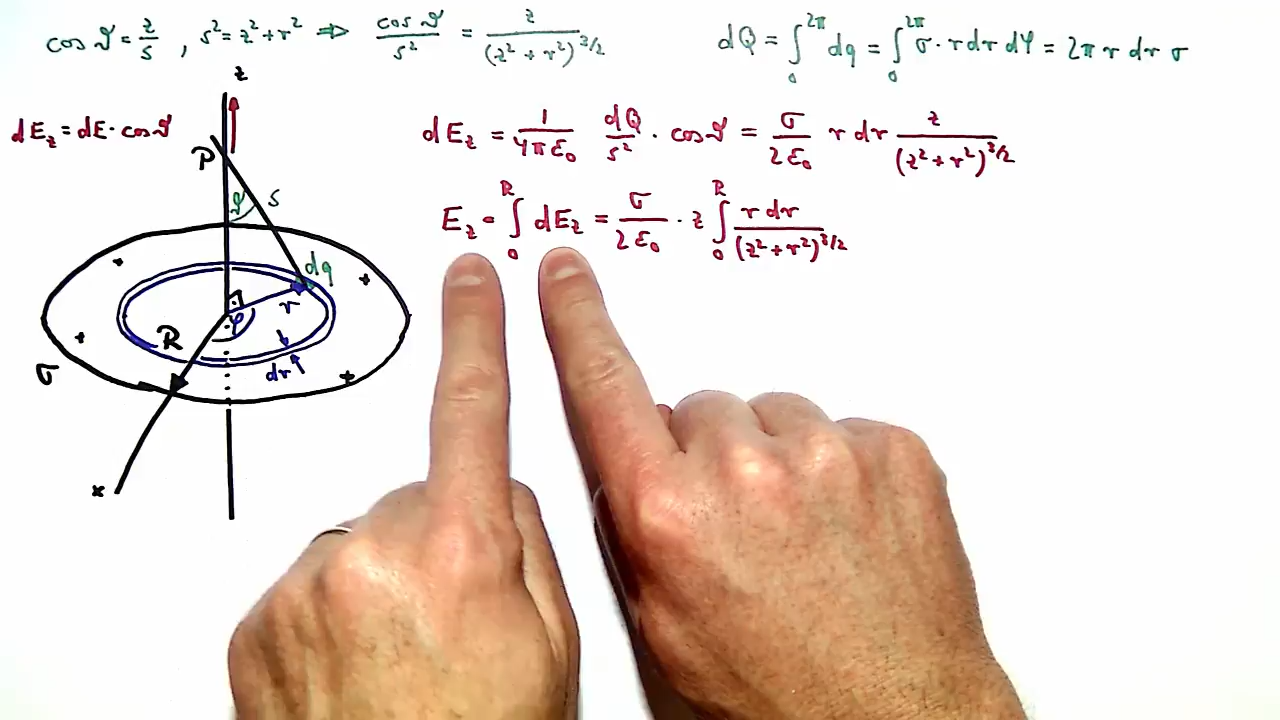 cos ϑ = z/s , s² = z² + r² ⇒ cos ϑ/s² = z/(z² + r²)^3/2
dQ = ∫₀^2π dq = ∫₀^2π σ · r dr dφ = 2π r dr σ
z
dE_z = dE · cos ϑ
P
ϑ
s
dq
r
φ
R
dr
σ
x
dE_z = 1/(4πε₀) dQ/s² · cos ϑ = σ/(2ε₀) r dr z/(z² + r²)^3/2
E_z = ∫₀^R dE_z = σ/(2ε₀) · z ∫₀^R r dr/(z² + r²)^3/2